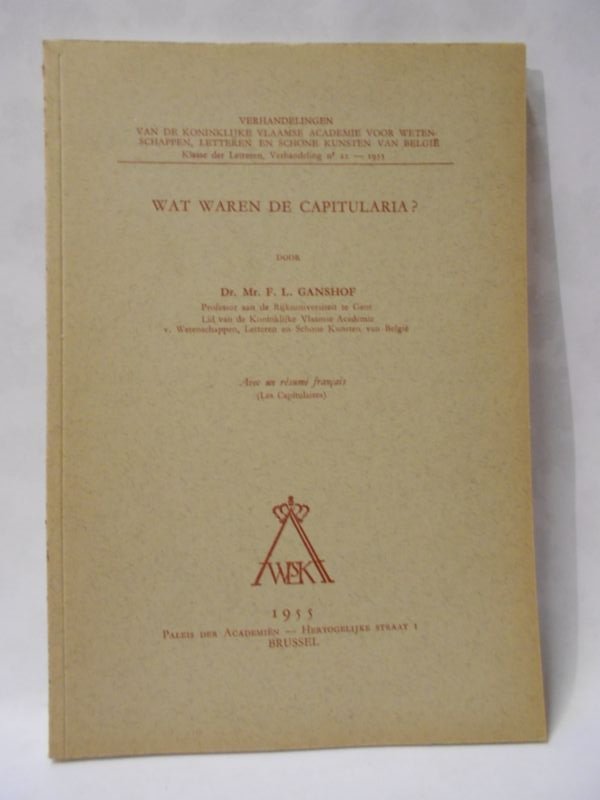 VERHANDELINGEN
VAN DE KONINKLIJKE VLAAMSE ACADEMIE VOOR WETEN-
SCHAPPEN, LETTEREN EN SCHONE KUNSTEN VAN BELGIË
Klasse der Letteren, Verhandeling nr 22 — 1955
WAT WAREN DE CAPITULARIA?
DOOR
Dr. Mr. F. L. GANSHOF
Professor aan de Rijksuniversiteit te Gent
Lid van de Koninklijke Vlaamse Academie
v. Wetenschappen, Letteren en Schone Kunsten van België
Avec un résumé français
(Les Capitulaires)
1955
PALEIS DER ACADEMIËN — HERTOGELIJKE STRAAT 1
BRUSSEL